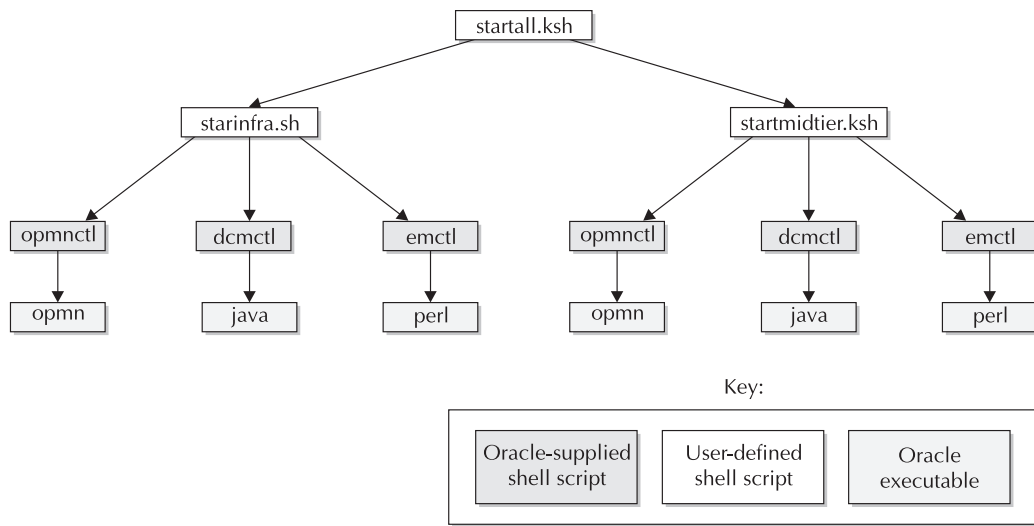 startall.ksh
starinfra.sh
startmidtier.ksh
opmnctl
dcmctl
emctl
opmnctl
dcmctl
emctl
opmn
java
perl
opmn
java
perl
Key:
Oracle-supplied
shell script
User-defined
shell script
Oracle
executable